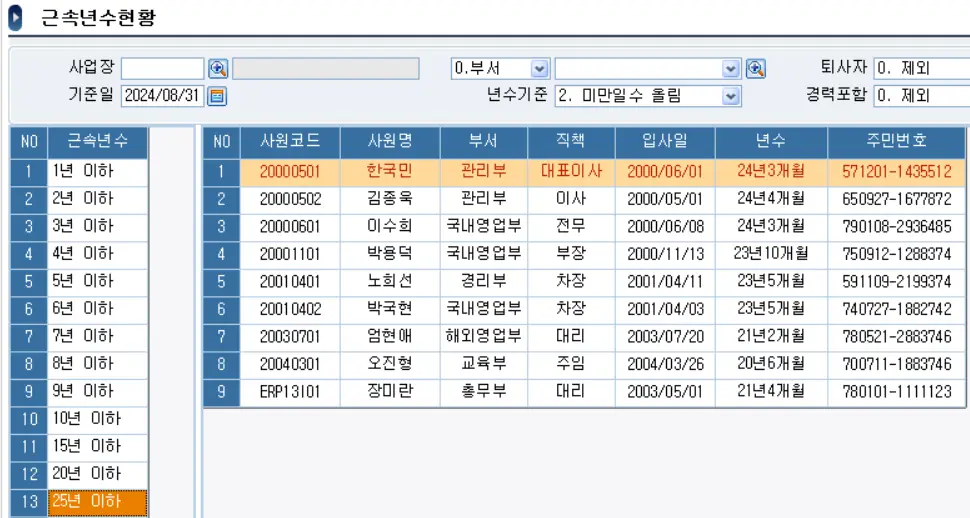 근속년수현황
사업장 0.부서 퇴사자 0. 제외
기준일 2024/08/31 년수기준 2. 미만일수 올림 경력포함 0. 제외
NO 근속년수 NO 사원코드 사원명 부서 직책 입사일 년수 주민번호
1 1년 이하 1 20000501 한국민 관리부 대표이사 2000/06/01 24년3개월 571201-1435512
2 2년 이하 2 20000502 김종욱 관리부 이사 2000/05/01 24년4개월 650927-1677872
3 3년 이하 3 20000601 이수희 국내영업부 전무 2000/06/08 24년3개월 790108-2936485
4 4년 이하 4 20001101 박용덕 국내영업부 부장 2000/11/13 23년10개월 750912-1288374
5 5년 이하 5 20010401 노희선 경리부 차장 2001/04/11 23년5개월 591109-2199374
6 6년 이하 6 20010402 박국현 국내영업부 차장 2001/04/03 23년5개월 740727-1882742
7 7년 이하 7 20030701 엄현애 해외영업부 대리 2003/07/20 21년2개월 780521-2883746
8 8년 이하 8 20040301 오진형 교육부 주임 2004/03/26 20년6개월 700711-1883746
9 9년 이하 9 ERP13I01 장미란 총무부 대리 2003/05/01 21년4개월 780101-1111123
10 10년 이하
11 15년 이하
12 20년 이하
13 25년 이하